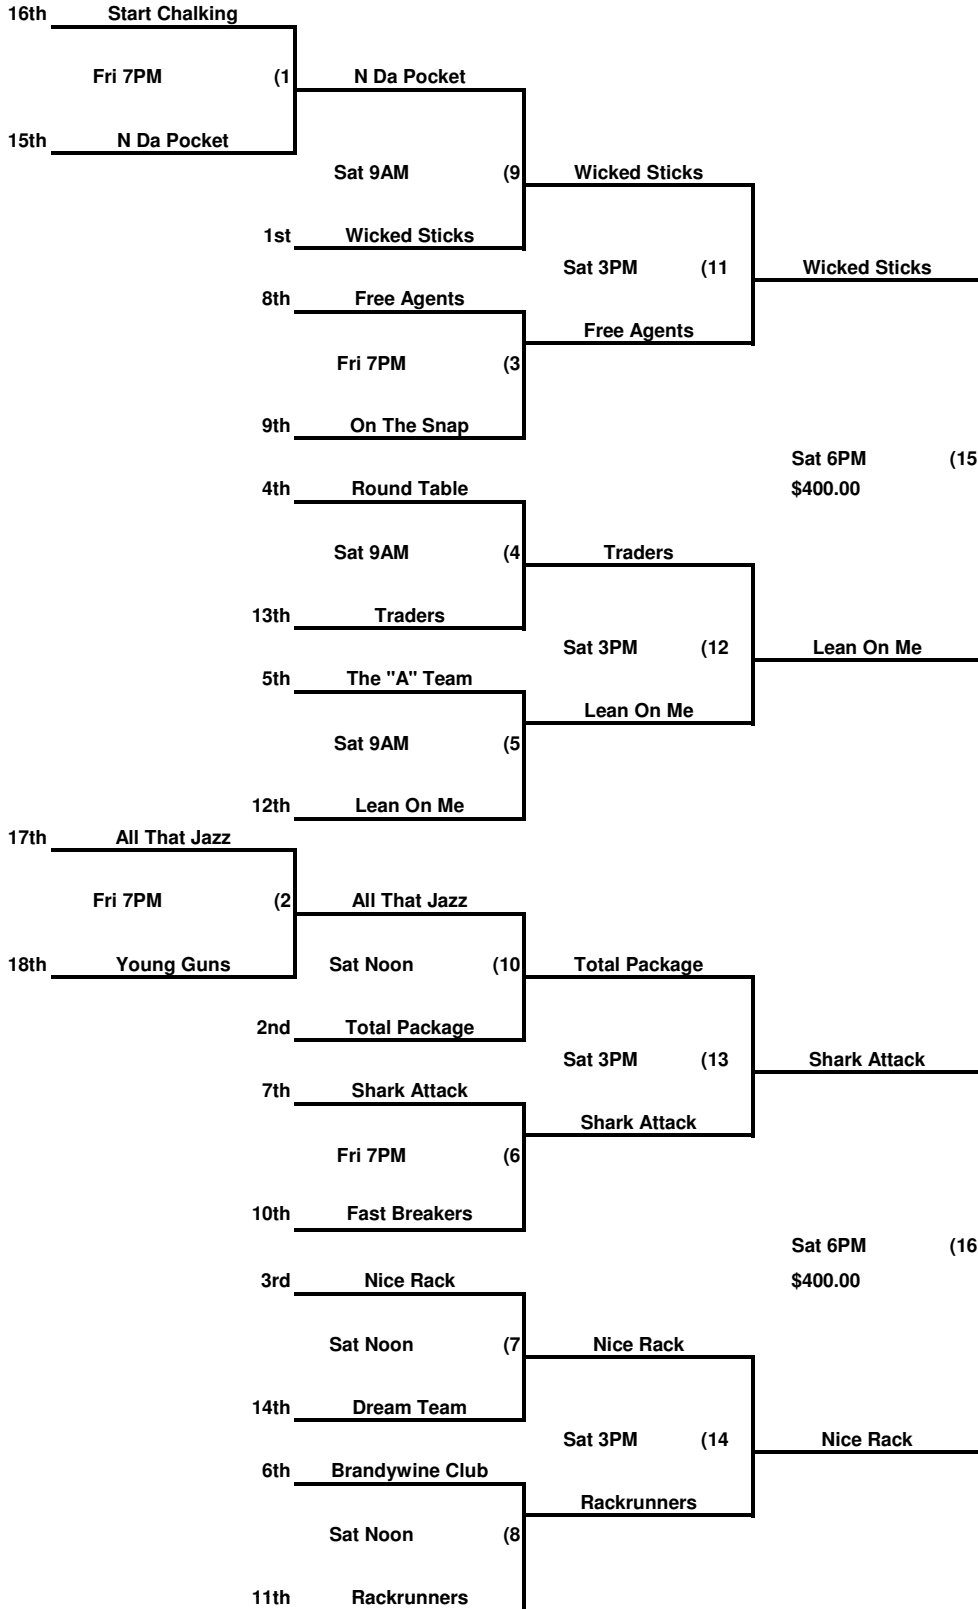 16th Start Chalking
Fri 7PM (1 N Da Pocket
15th N Da Pocket
Sat 9AM (9 Wicked Sticks
1st Wicked Sticks
Sat 3PM (11 Wicked Sticks
8th Free Agents
Free Agents
Fri 7PM (3
9th On The Snap
Sat 6PM (15
4th Round Table $400.00
Sat 9AM (4 Traders
13th Traders
Sat 3PM (12 Lean On Me
5th The "A" Team
Lean On Me
Sat 9AM (5
12th Lean On Me
17th All That Jazz
Fri 7PM (2 All That Jazz
18th Young Guns Sat Noon (10 Total Package
2nd Total Package
Sat 3PM (13 Shark Attack
7th Shark Attack
Shark Attack
Fri 7PM (6
10th Fast Breakers
Sat 6PM (16
3rd Nice Rack $400.00
Sat Noon (7 Nice Rack
14th Dream Team
Sat 3PM (14 Nice Rack
6th Brandywine Club
Rackrunners
Sat Noon (8
11th Rackrunners